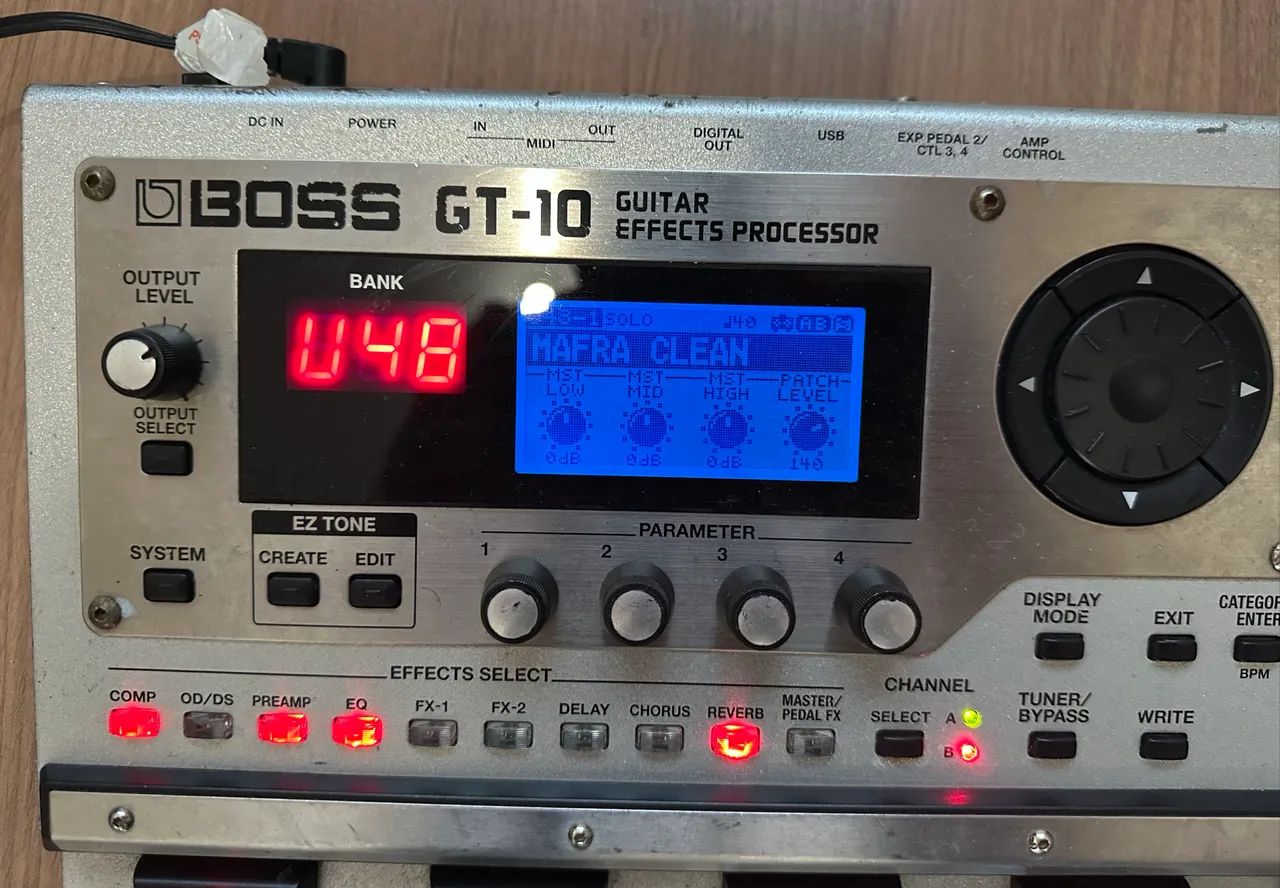 DC IN POWER IN MIDI OUT DIGITAL OUT USB EXP PEDAL 2/ CTL 3, 4 AMP CONTROL
BOSS GT-10 GUITAR EFFECTS PROCESSOR
OUTPUT LEVEL
BANK
U48
SOLO ♩40
MAFRA CLEAN
MST LOW MST MID MST HIGH PATCH LEVEL
0dB 0dB 0dB 140
OUTPUT SELECT
EZ TONE
CREATE EDIT
SYSTEM
PARAMETER
1 2 3 4
DISPLAY MODE EXIT ENTER
BPM
EFFECTS SELECT
COMP OD/DS PREAMP EQ FX-1 FX-2 DELAY CHORUS REVERB MASTER/ PEDAL FX
CHANNEL
SELECT A
B
TUNER/ BYPASS WRITE